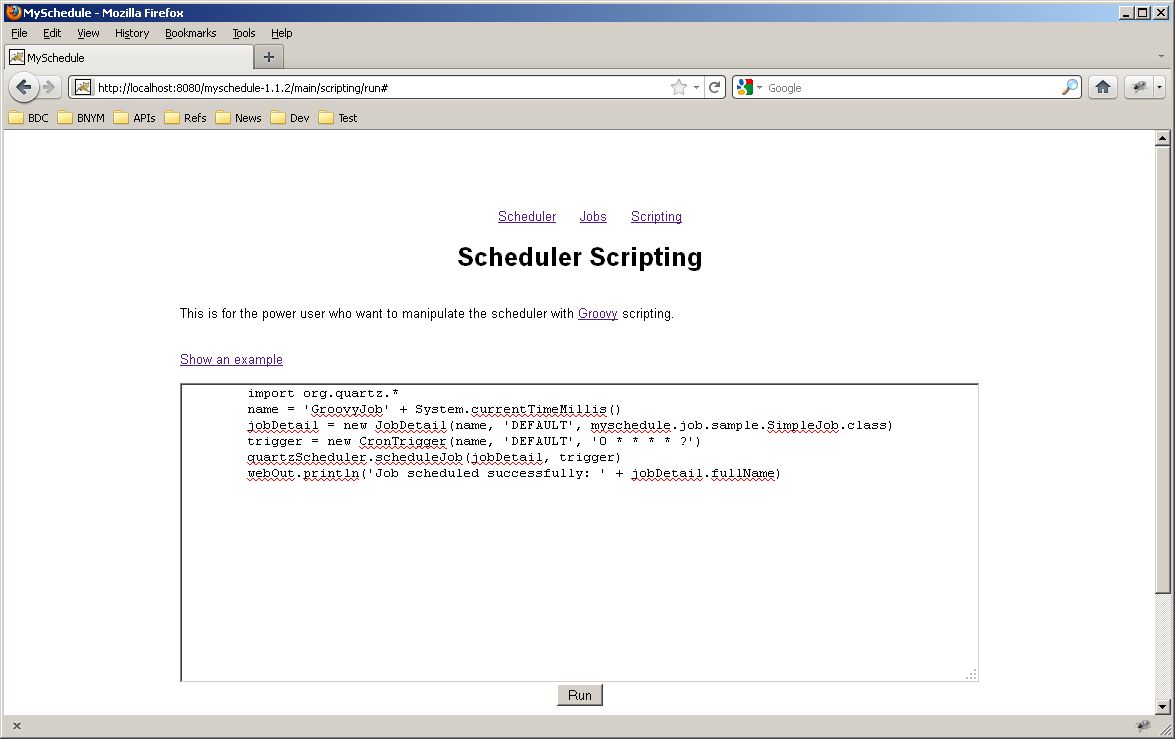 MySchedule - Mozilla Firefox
File Edit View History Bookmarks Tools Help
MySchedule
http://localhost:8080/myschedule-1.1.2/main/scripting/run#
Google
BDC BNYM APIs Refs News Dev Test
Scheduler Jobs Scripting
Scheduler Scripting
This is for the power user who want to manipulate the scheduler with Groovy scripting.
Show an example
import org.quartz.*
name = 'GroovyJob' + System.currentTimeMillis()
jobDetail = new JobDetail(name, 'DEFAULT', myschedule.job.sample.SimpleJob.class)
trigger = new CronTrigger(name, 'DEFAULT', '0 * * * * ?')
quartzScheduler.scheduleJob(jobDetail, trigger)
webOut.println('Job scheduled successfully: ' + jobDetail.fullName)
Run